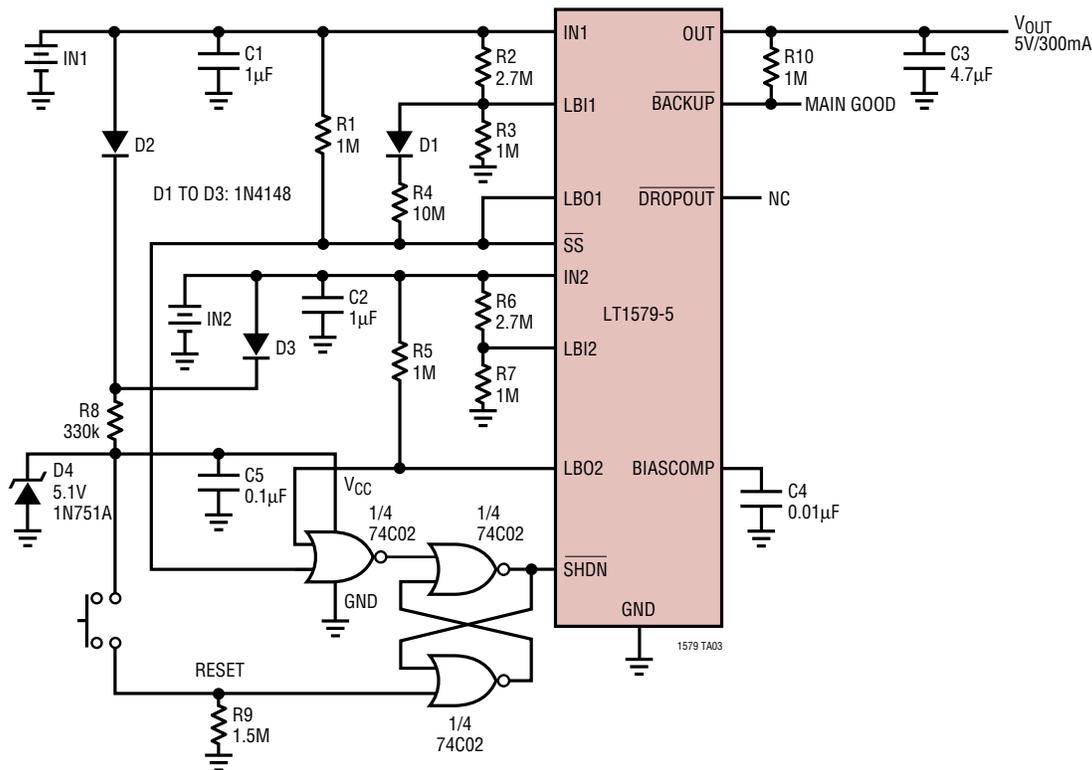 IN1
C1
1µF
R1
1M
R2
2.7M
R3
1M
D1
R4
10M
D2
D1 TO D3: 1N4148
IN2
C2
1µF
D3
R5
1M
R6
2.7M
R7
1M
R8
330k
D4
5.1V
1N751A
C5
0.1µF
VCC
1/4
74C02
1/4
74C02
GND
RESET
R9
1.5M
1/4
74C02
IN1
LBI1
LBO1
SS
IN2
LBI2
LBO2
SHDN
LT1579-5
OUT
BACKUP
DROPOUT
BIASCOMP
GND
R10
1M
MAIN GOOD
NC
C3
4.7µF
VOUT
5V/300mA
C4
0.01µF
1579 TA03